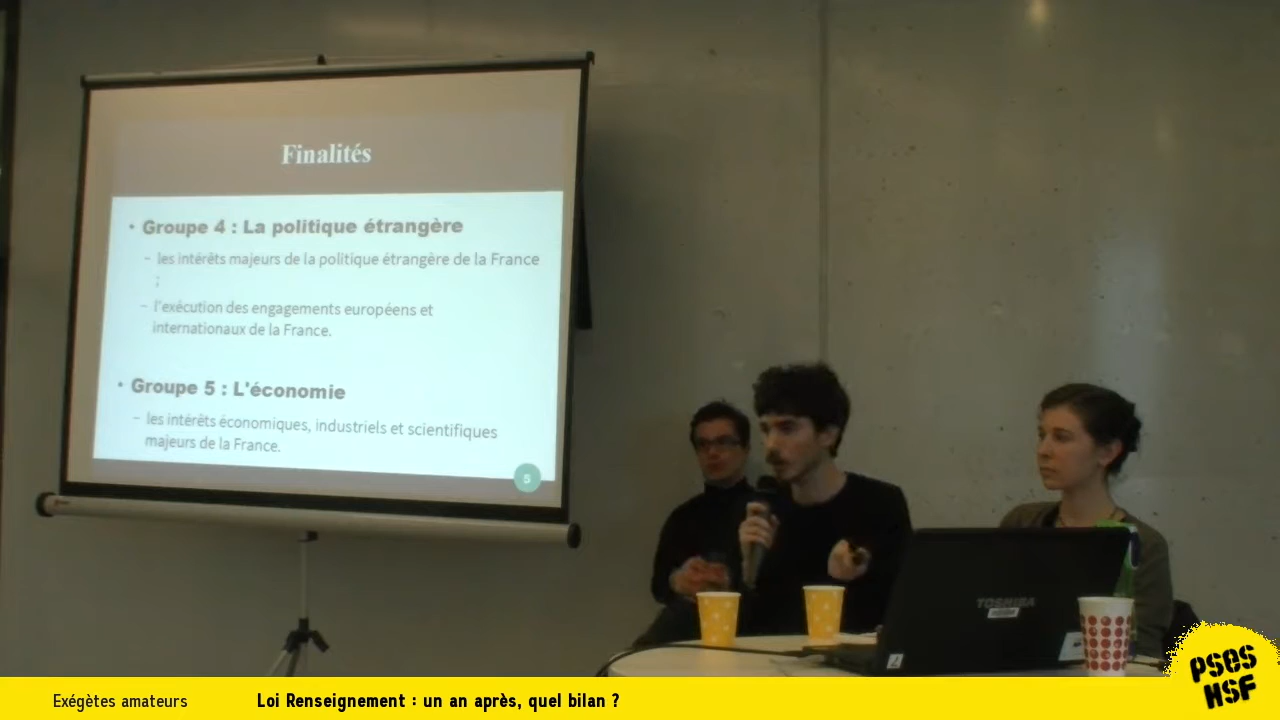 Finalités
• Groupe 4 : La politique étrangère
– les intérêts majeurs de la politique étrangère de la France
;
– l'exécution des engagements européens et
internationaux de la France.
• Groupe 5 : L'économie
– les intérêts économiques, industriels et scientifiques
majeurs de la France.
5
TOSHIBA
7
PSES
HSF
Exégètes amateurs
Loi Renseignement : un an après, quel bilan ?